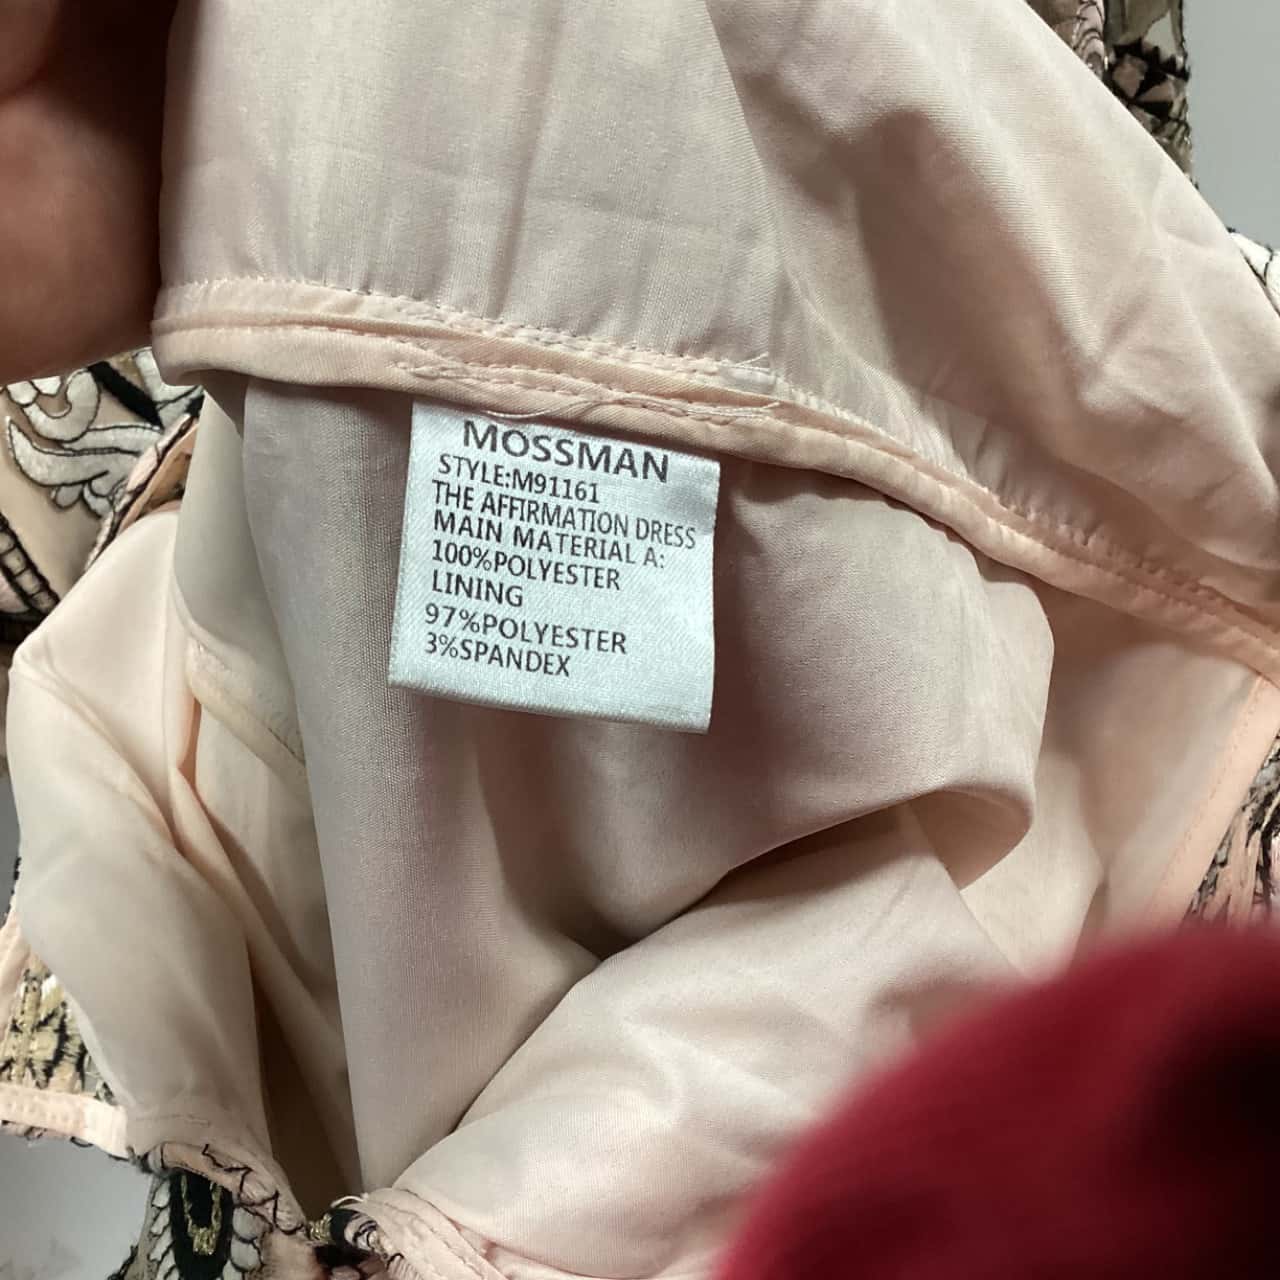 MOSSMAN
STYLE:M91161
THE AFFIRMATION DRESS
MAIN MATERIAL A:
100%POLYESTER
LINING
97%POLYESTER
3%SPANDEX